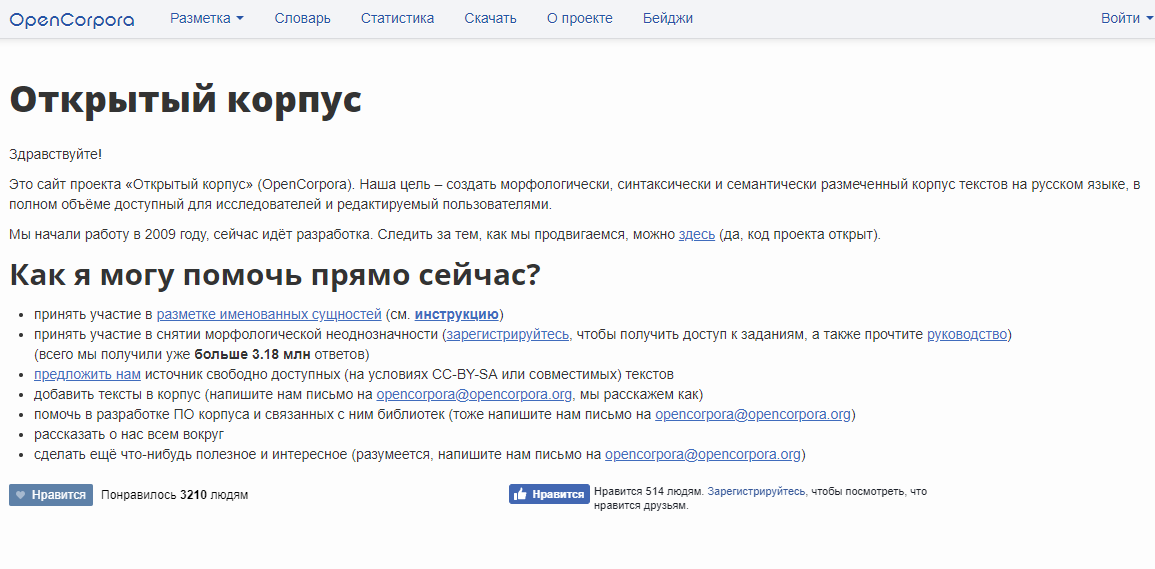 OpenCorpora Разметка Словарь Статистика Скачать О проекте Бейджи Войти
Открытый корпус
Здравствуйте!
Это сайт проекта «Открытый корпус» (OpenCorpora). Наша цель – создать морфологически, синтаксически и семантически размеченный корпус текстов на русском языке, в
полном объёме доступный для исследователей и редактируемый пользователями.
Мы начали работу в 2009 году, сейчас идёт разработка. Следить за тем, как мы продвигаемся, можно здесь (да, код проекта открыт).
Как я могу помочь прямо сейчас?
• принять участие в разметке именованных сущностей (см. инструкцию)
• принять участие в снятии морфологической неоднозначности (зарегистрируйтесь, чтобы получить доступ к заданиям, а также прочтите руководство)
(всего мы получили уже больше 3.18 млн ответов)
• предложить нам источник свободно доступных (на условиях CC-BY-SA или совместимых) текстов
• добавить тексты в корпус (напишите нам письмо на opencorpora@opencorpora.org, мы расскажем как)
• помочь в разработке ПО корпуса и связанных с ним библиотек (тоже напишите нам письмо на opencorpora@opencorpora.org)
• рассказать о нас всем вокруг
• сделать ещё что-нибудь полезное и интересное (разумеется, напишите нам письмо на opencorpora@opencorpora.org)
Нравится Понравилось 3210 людям
Нравится Нравится 514 людям. Зарегистрируйтесь, чтобы посмотреть, что
нравится друзьям.